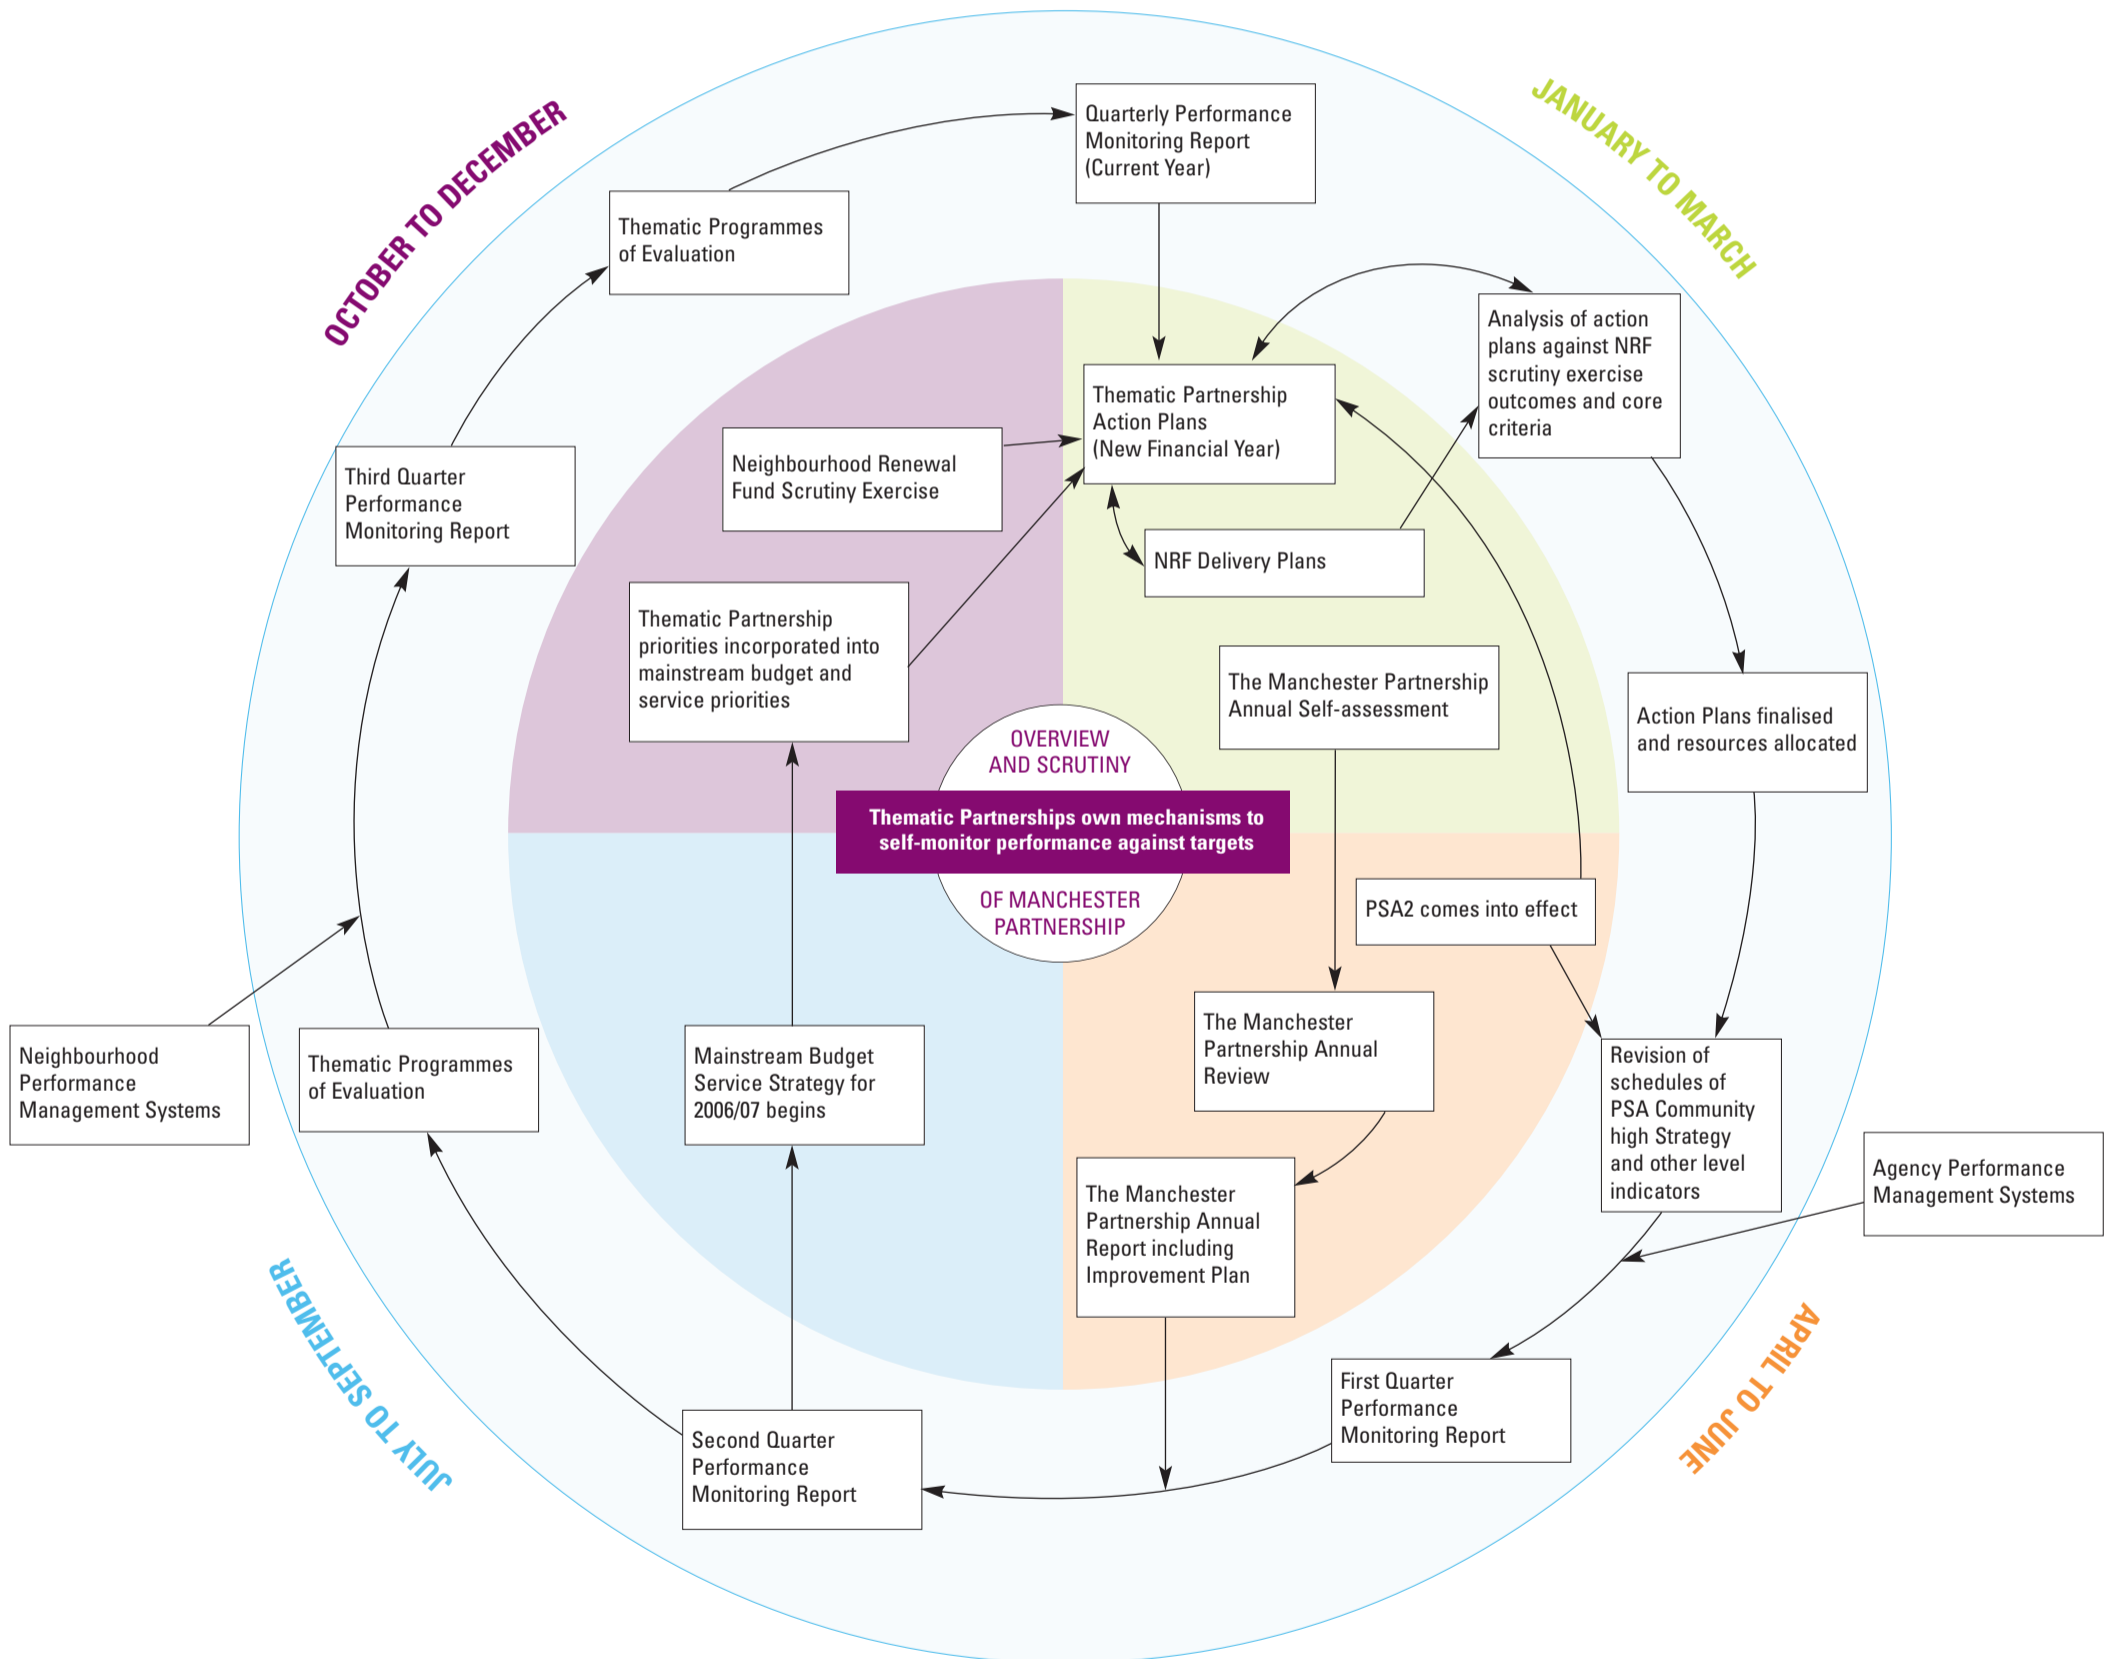 OCTOBER TO DECEMBER
JANUARY TO MARCH
Quarterly Performance
Monitoring Report
(Current Year)
Thematic Programmes
of Evaluation
Analysis of action
plans against NRF
scrutiny exercise
outcomes and core
criteria
Thematic Partnership
Action Plans
(New Financial Year)
Neighbourhood Renewal
Fund Scrutiny Exercise
Third Quarter
Performance
Monitoring Report
NRF Delivery Plans
Thematic Partnership
priorities incorporated into
mainstream budget and
service priorities
The Manchester Partnership
Annual Self-assessment
Action Plans finalised
and resources allocated
OVERVIEW
AND SCRUTINY
Thematic Partnerships own mechanisms to
self-monitor performance against targets
OF MANCHESTER
PARTNERSHIP
PSA2 comes into effect
Neighbourhood
Performance
Management Systems
Thematic Programmes
of Evaluation
Mainstream Budget
Service Strategy for
2006/07 begins
The Manchester
Partnership Annual
Review
Revision of
schedules of
PSA Community
high Strategy
and other level
indicators
Agency Performance
Management Systems
The Manchester
Partnership Annual
Report including
Improvement Plan
First Quarter
Performance
Monitoring Report
Second Quarter
Performance
Monitoring Report
JULY TO SEPTEMBER
APRIL TO JUNE